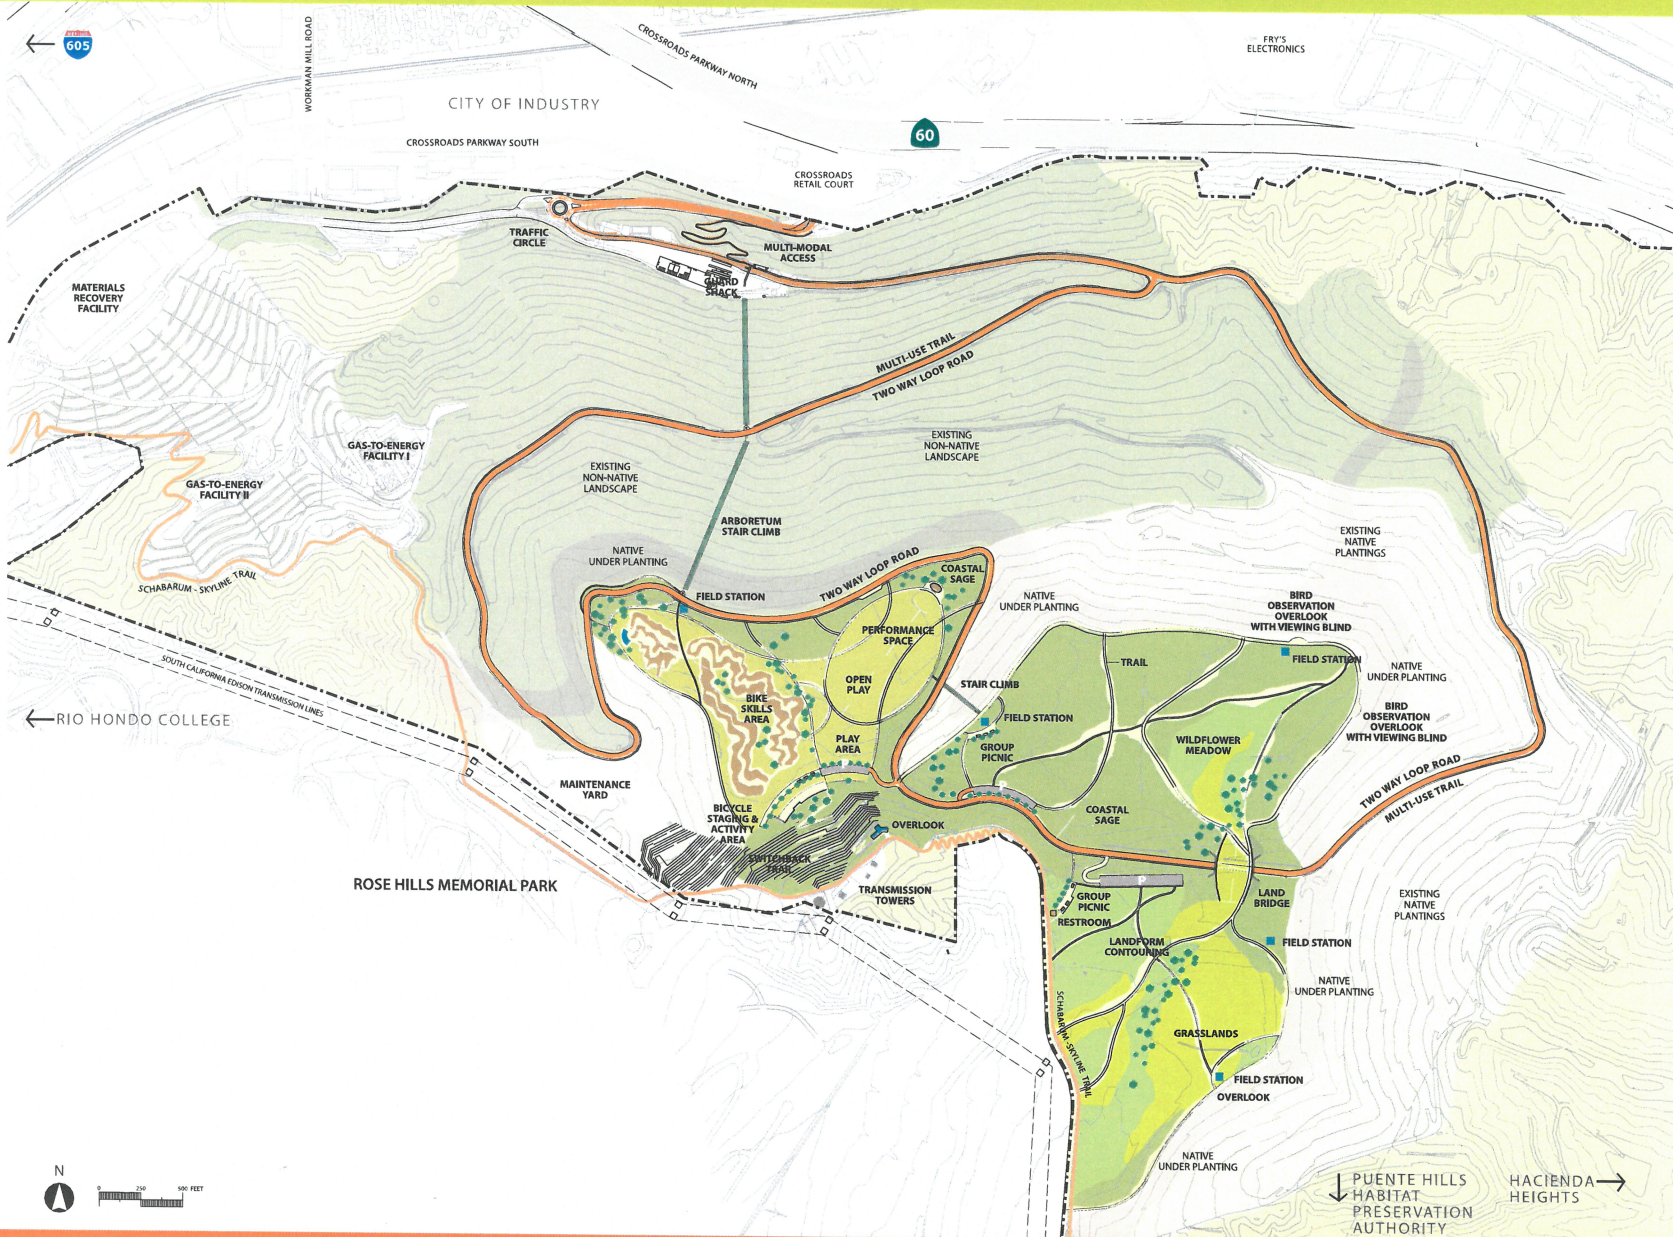 605
WORKMAN MILL ROAD
CROSSROADS PARKWAY NORTH
FRY'S
ELECTRONICS
CITY OF INDUSTRY
CROSSROADS PARKWAY SOUTH
60
CROSSROADS
RETAIL COURT
TRAFFIC
CIRCLE
MULTI-MODAL
ACCESS
GUARD
SHACK
MATERIALS
RECOVERY
FACILITY
MULTI-USE TRAIL
TWO WAY LOOP ROAD
GAS-TO-ENERGY
FACILITY I
GAS-TO-ENERGY
FACILITY II
EXISTING
NON-NATIVE
LANDSCAPE
EXISTING
NON-NATIVE
LANDSCAPE
ARBORETUM
STAIR CLIMB
EXISTING
NATIVE
PLANTINGS
NATIVE
UNDER PLANTING
TWO WAY LOOP ROAD
COASTAL
SAGE
SCHABARUM - SKYLINE TRAIL
FIELD STATION
NATIVE
UNDER PLANTING
BIRD
OBSERVATION
OVERLOOK
WITH VIEWING BLIND
PERFORMANCE
SPACE
TRAIL
FIELD STATION
NATIVE
UNDER PLANTING
SOUTH CALIFORNIA EDISON TRANSMISSION LINES
OPEN
PLAY
STAIR CLIMB
BIKE
SKILLS
AREA
FIELD STATION
BIRD
OBSERVATION
OVERLOOK
WITH VIEWING BLIND
RIO HONDO COLLEGE
PLAY
AREA
GROUP
PICNIC
WILDFLOWER
MEADOW
TWO WAY LOOP ROAD
MULTI-USE TRAIL
MAINTENANCE
YARD
BICYCLE
STAGING &
ACTIVITY
AREA
OVERLOOK
COASTAL
SAGE
SWITCHBACK
TRAIL
ROSE HILLS MEMORIAL PARK
TRANSMISSION
TOWERS
P
GROUP
PICNIC
RESTROOM
LAND
BRIDGE
EXISTING
NATIVE
PLANTINGS
LANDFORM
CONTOURING
FIELD STATION
NATIVE
UNDER PLANTING
SCHABARUM - SKYLINE TRAIL
GRASSLANDS
FIELD STATION
OVERLOOK
NATIVE
UNDER PLANTING
N
0 250 500 FEET
PUENTE HILLS
HABITAT
PRESERVATION
AUTHORITY
HACIENDA
HEIGHTS